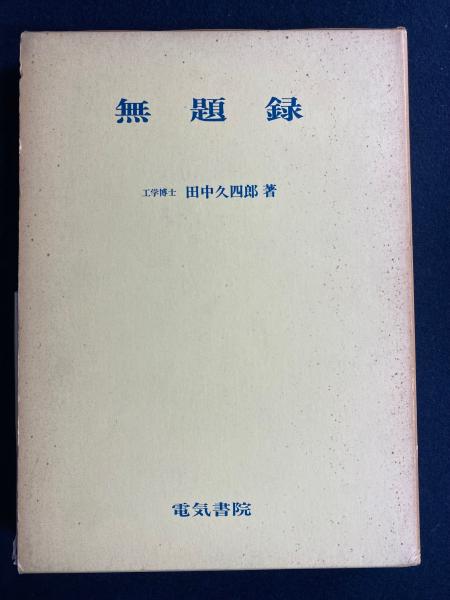 無題録
工学博士 田中久四郎 著
電気書院